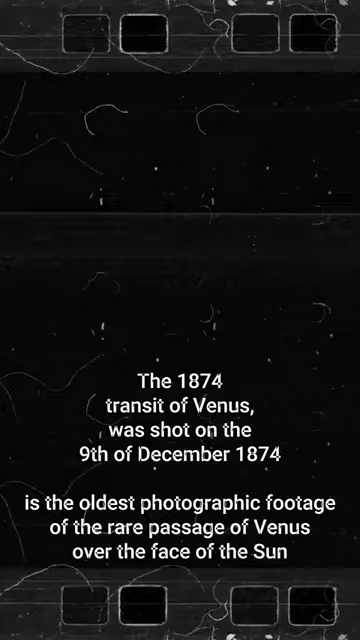 The 1874
transit of Venus,
was shot on the
9th of December 1874
is the oldest photographic footage
of the rare passage of Venus
over the face of the Sun